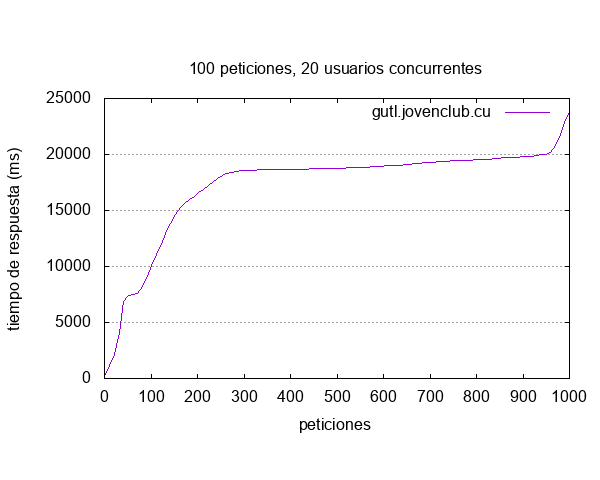 100 peticiones, 20 usuarios concurrentes
gutl.jovenclub.cu
25000
20000
15000
10000
5000
0
tiempo de respuesta (ms)
0 100 200 300 400 500 600 700 800 900 1000
peticiones